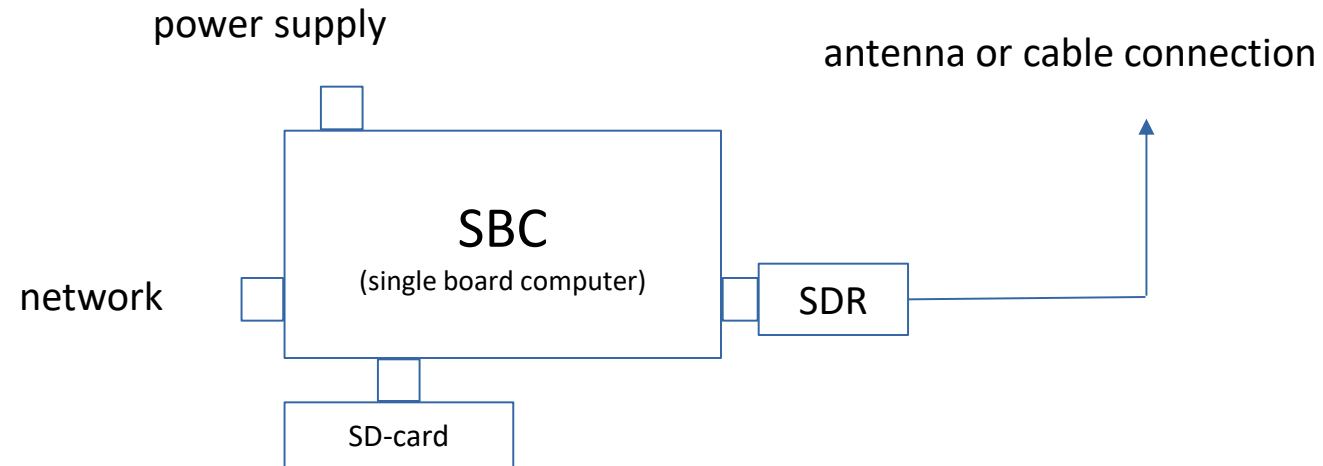 power supply
antenna or cable connection
SBC
(single board computer)
network
SDR
SD-card